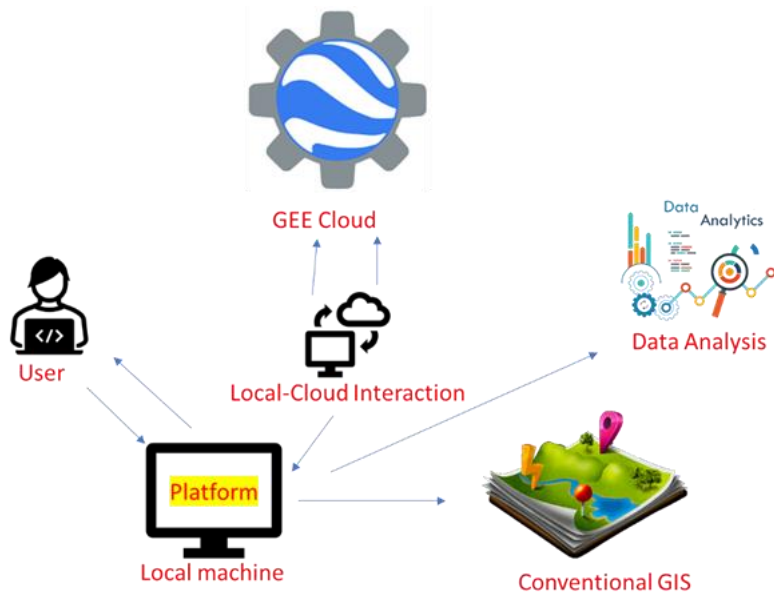 GEE Cloud
Data
Analytics
</>
User
Local-Cloud Interaction
Data Analysis
Platform
Local machine
Conventional GIS